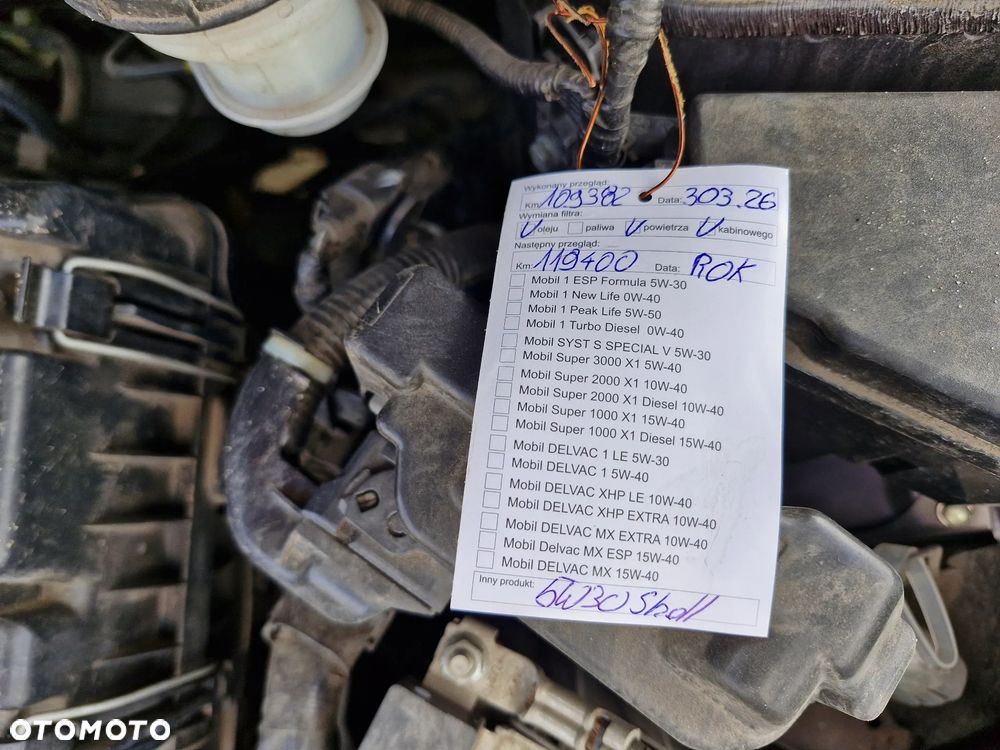 Wykonany przegląd:
Km: 109382 Data: 303.26
Wymiana filtra:
V oleju paliwa V powietrza V kabinowego
Następny przegląd:
Km: 119400 Data: ROK
Mobil 1 ESP Formula 5W-30
Mobil 1 New Life 0W-40
Mobil 1 Peak Life 5W-50
Mobil 1 Turbo Diesel 0W-40
Mobil SYST S SPECIAL V 5W-30
Mobil Super 3000 X1 5W-40
Mobil Super 2000 X1 10W-40
Mobil Super 2000 X1 Diesel 10W-40
Mobil Super 1000 X1 15W-40
Mobil Super 1000 X1 Diesel 15W-40
Mobil DELVAC 1 LE 5W-30
Mobil DELVAC 1 5W-40
Mobil DELVAC XHP LE 10W-40
Mobil DELVAC XHP EXTRA 10W-40
Mobil DELVAC MX EXTRA 10W-40
Mobil Delvac MX ESP 15W-40
Mobil DELVAC MX 15W-40
Inny produkt: 5W30 Shell
OTOMOTO